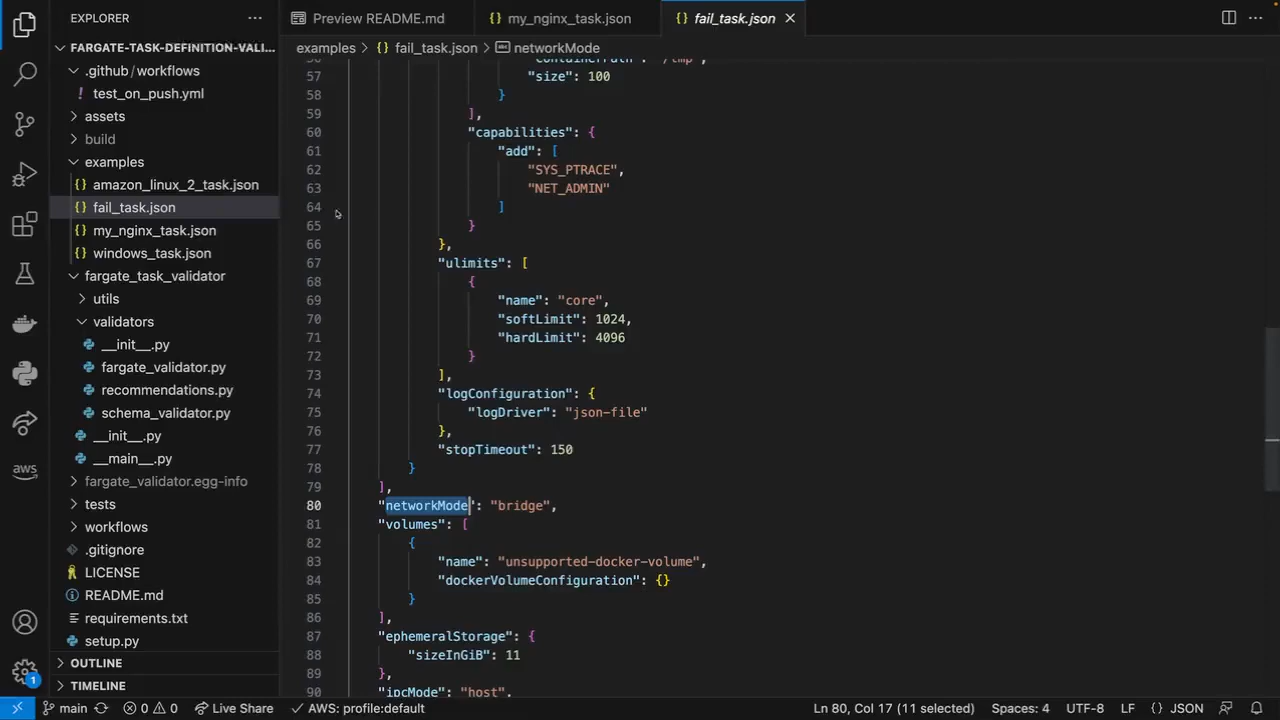 EXPLORER
FARGATE-TASK-DEFINITION-VALI...
.github/workflows
test_on_push.yml
assets
build
examples
amazon_linux_2_task.json
fail_task.json
my_nginx_task.json
windows_task.json
fargate_task_validator
utils
validators
__init__.py
fargate_validator.py
recommendations.py
schema_validator.py
__init__.py
__main__.py
fargate_validator.egg-info
tests
workflows
.gitignore
LICENSE
README.md
requirements.txt
setup.py
OUTLINE
TIMELINE
aws
1
Preview README.md
my_nginx_task.json
fail_task.json
examples > {} fail_task.json > networkMode
56 "containerPath": "/tmp",
57 "size": 100
58 }
59 ],
60 "capabilities": {
61 "add": [
62 "SYS_PTRACE",
63 "NET_ADMIN"
64 ]
65 }
66 },
67 "ulimits": [
68 {
69 "name": "core",
70 "softLimit": 1024,
71 "hardLimit": 4096
72 }
73 ],
74 "logConfiguration": {
75 "logDriver": "json-file"
76 },
77 "stopTimeout": 150
78 }
79 ],
80 "networkMode": "bridge",
81 "volumes": [
82 {
83 "name": "unsupported-docker-volume",
84 "dockerVolumeConfiguration": {}
85 }
86 ],
87 "ephemeralStorage": {
88 "sizeInGiB": 11
89 },
90 "ipcMode": "host",
main 0 0 Live Share AWS: profile:default Ln 80, Col 17 (11 selected) Spaces: 4 UTF-8 LF {} JSON